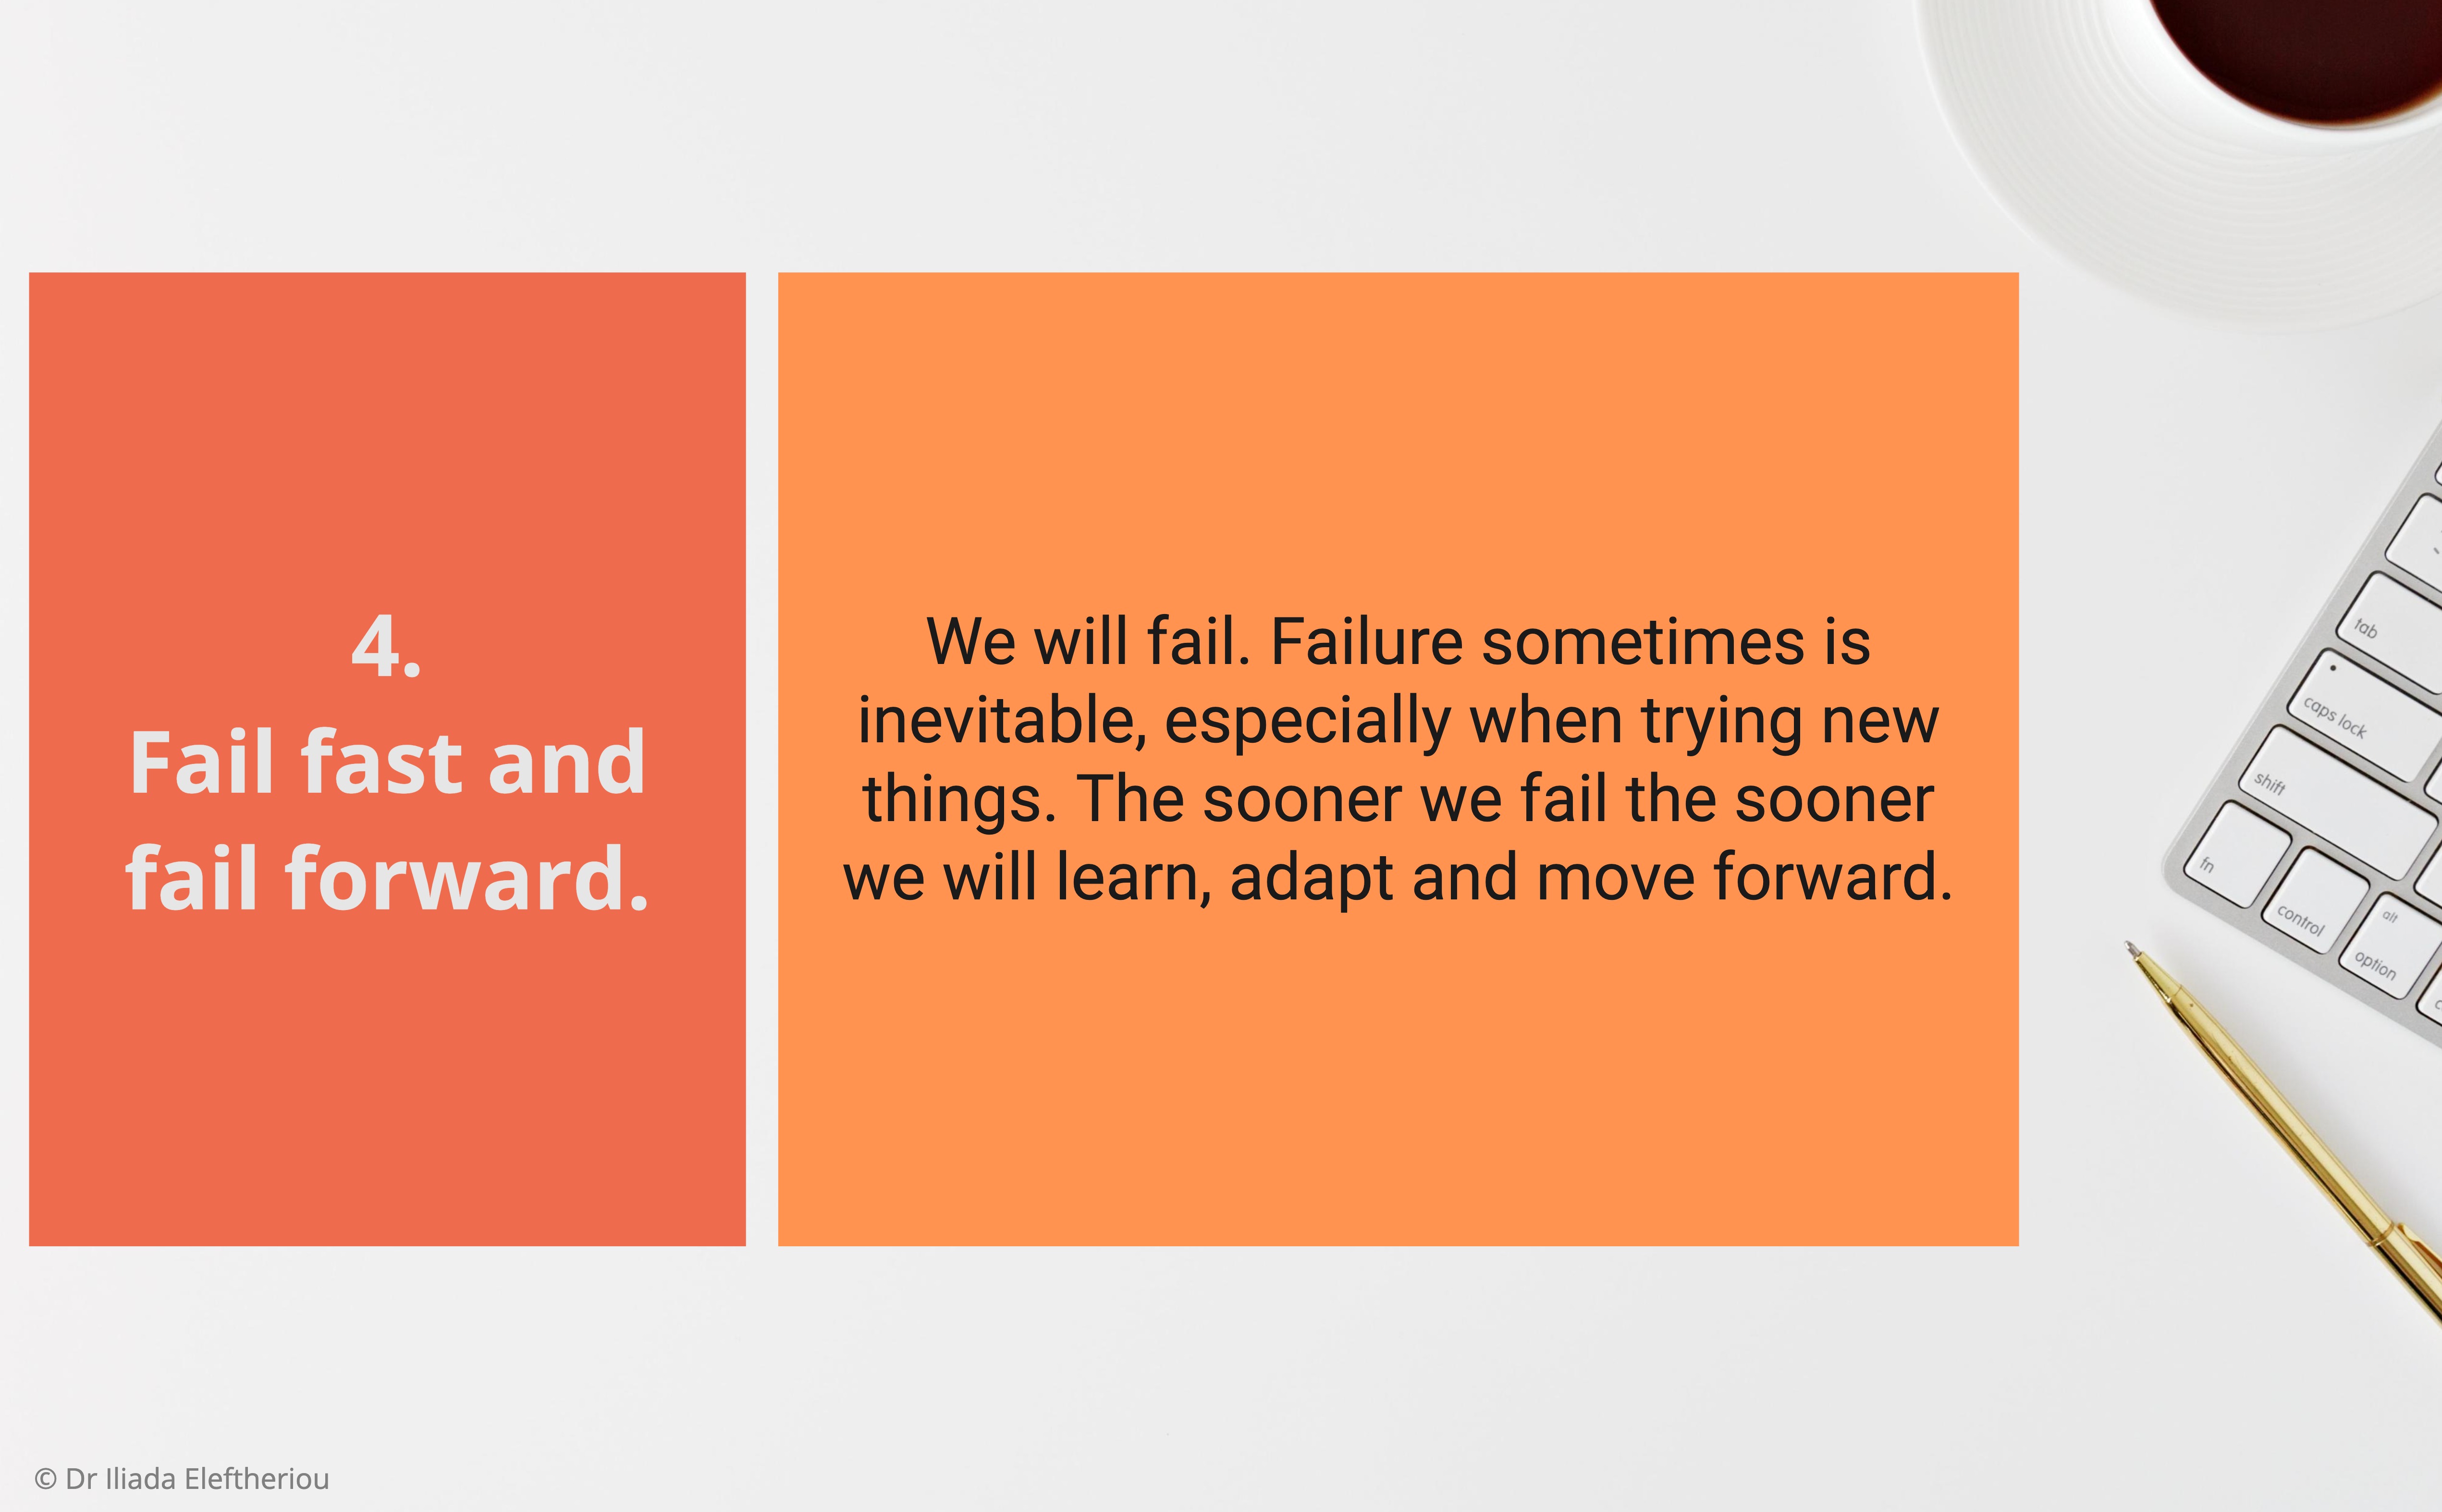 4.
Fail fast and
fail forward.
We will fail. Failure sometimes is
inevitable, especially when trying new
things. The sooner we fail the sooner
we will learn, adapt and move forward.
tab
caps lock
shift
fn
control
alt
option
© Dr Iliada Eleftheriou